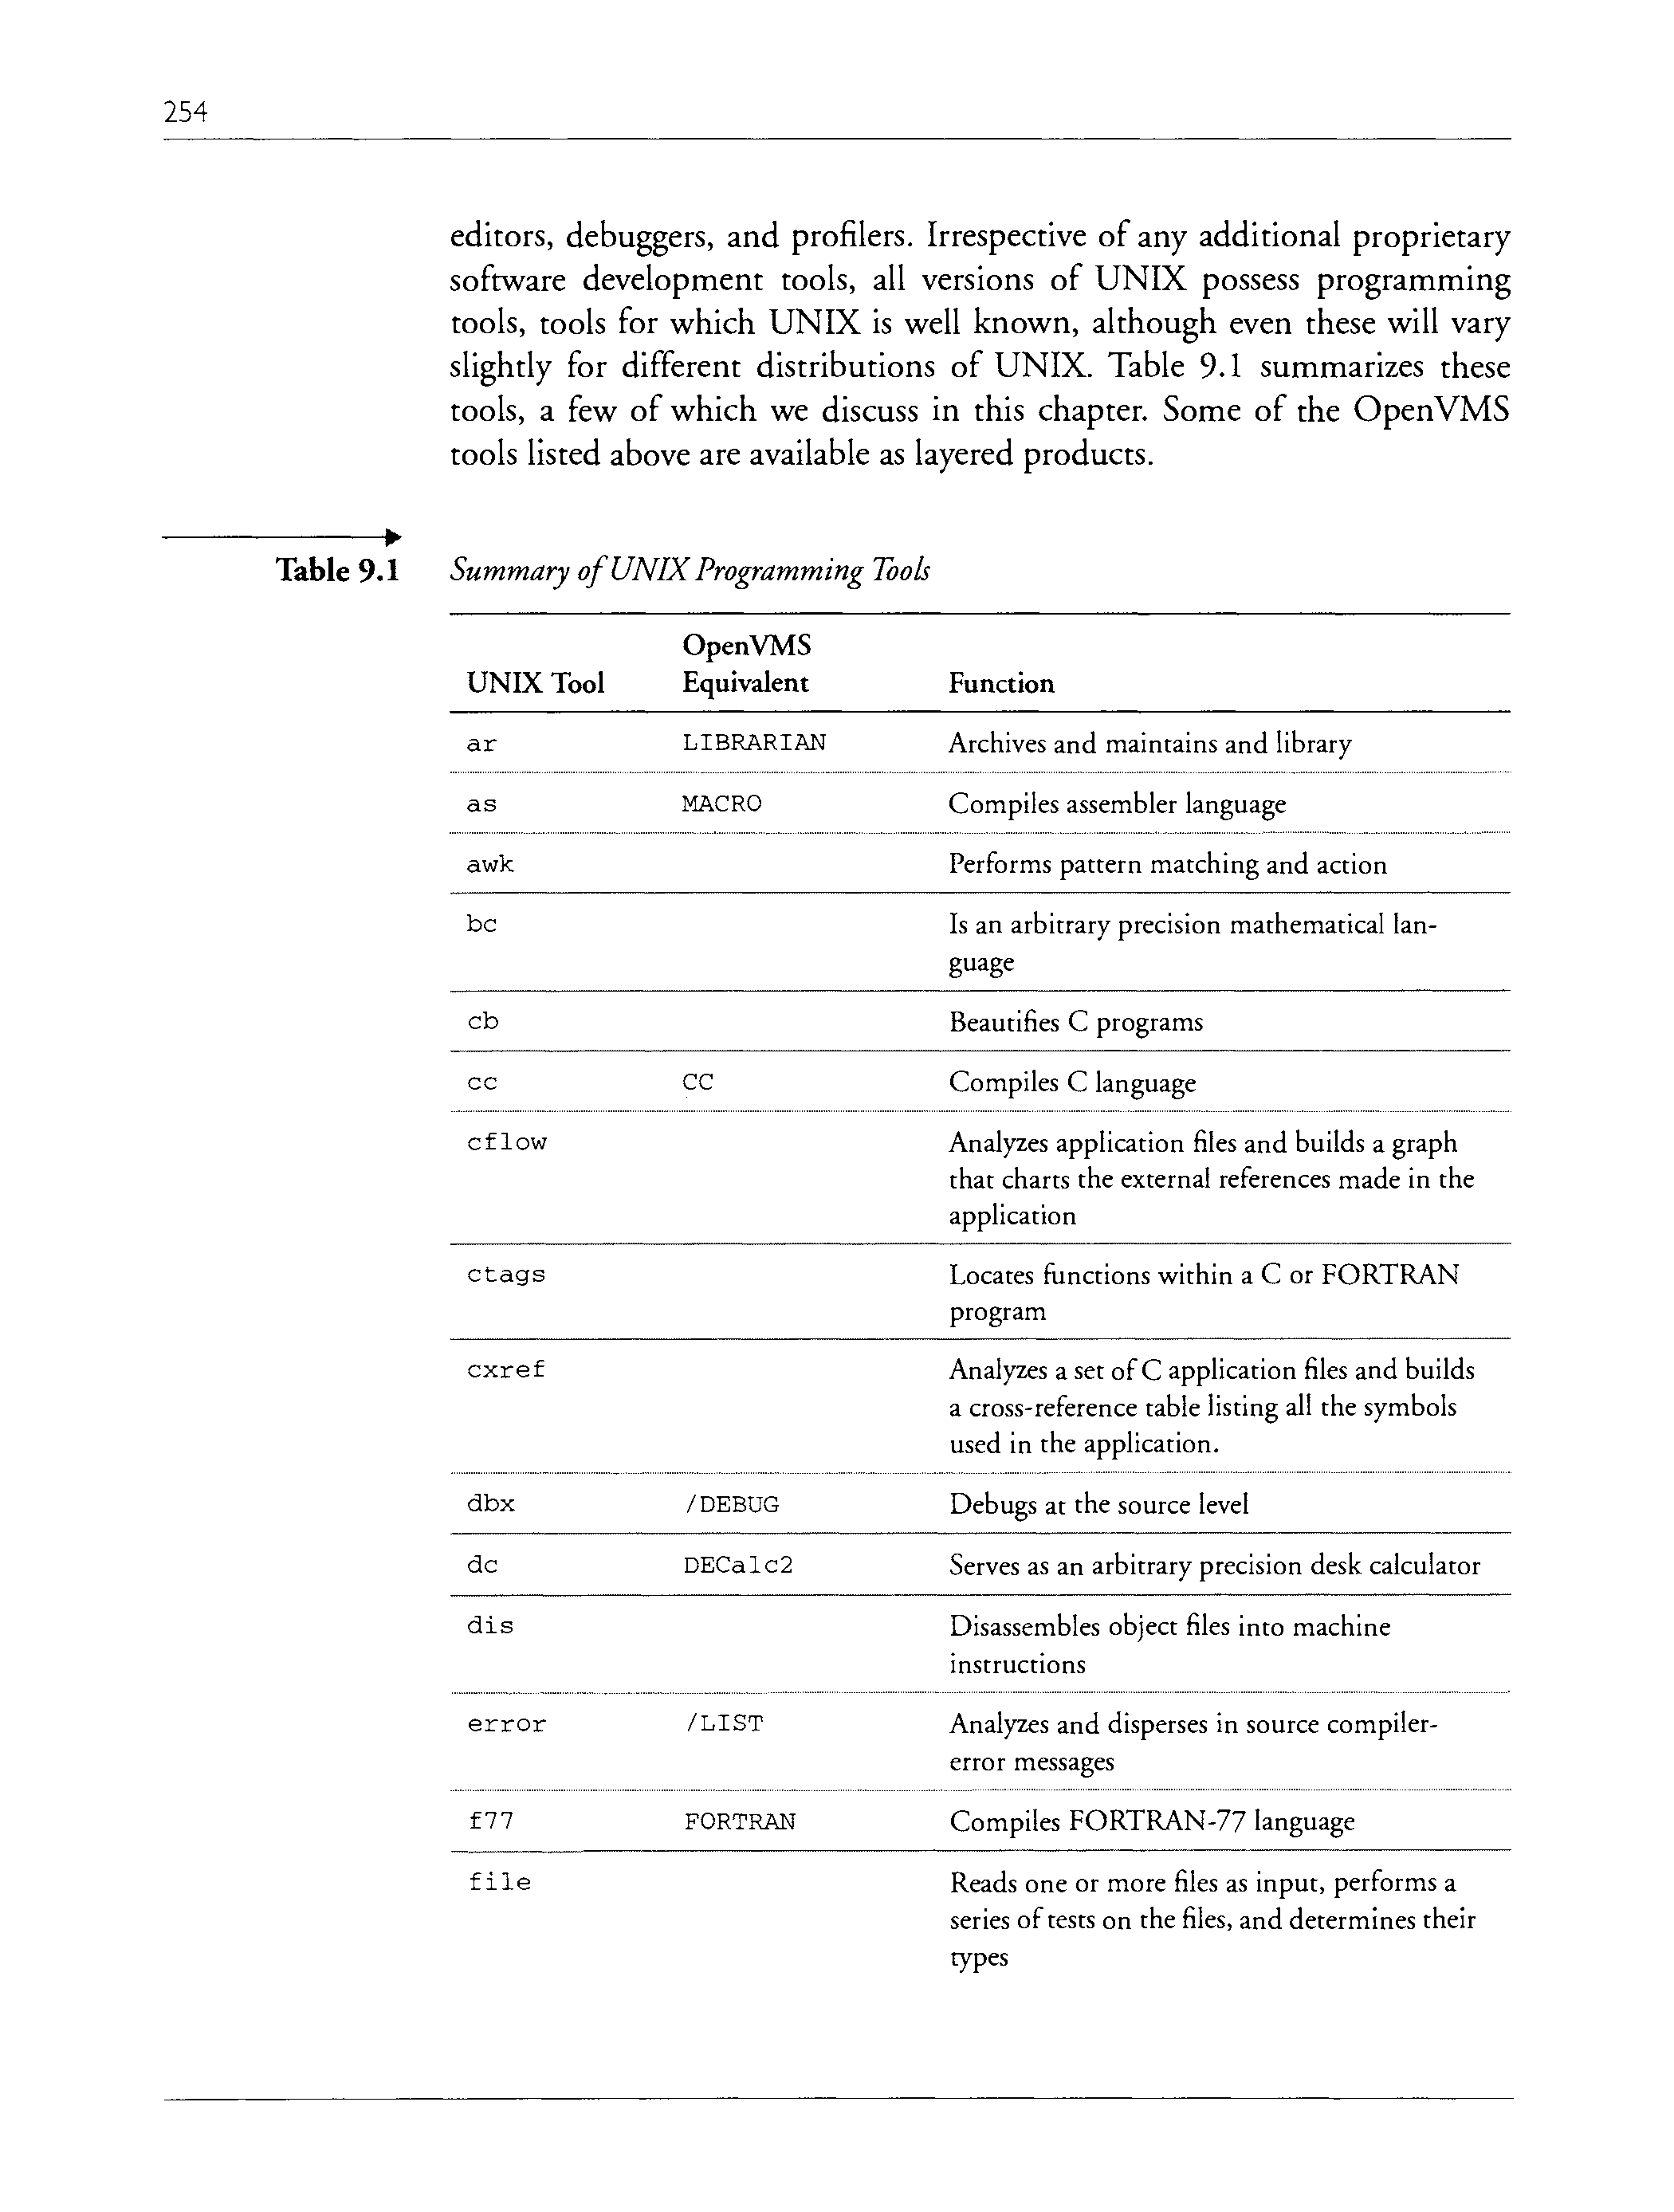 254
editors, debuggers, and profilers. Irrespective of any additional proprietary
software development tools, all versions of UNIX possess programming
tools, tools for which UNIX is well known, although even these will vary
slightly for different distributions of UNIX. Table 9.1 summarizes these
tools, a few of which we discuss in this chapter. Some of the OpenVMS
tools listed above are available as layered products.
Table 9.1 Summary of UNIX Programming Tools
OpenVMS
UNIX Tool Equivalent Function
ar LIBRARIAN Archives and maintains and library
as MACRO Compiles assembler language
awk Performs pattern matching and action
bc Is an arbitrary precision mathematical lan-
guage
cb Beautifies C programs
cc CC Compiles C language
cflow Analyzes application files and builds a graph
that charts the external references made in the
application
ctags Locates functions within a C or FORTRAN
program
cxref Analyzes a set of C application files and builds
a cross-reference table listing all the symbols
used in the application.
dbx /DEBUG Debugs at the source level
dc DECalc2 Serves as an arbitrary precision desk calculator
dis Disassembles object files into machine
instructions
error /LIST Analyzes and disperses in source compiler-
error messages
f77 FORTRAN Compiles FORTRAN-77 language
file Reads one or more files as input, performs a
series of tests on the files, and determines their
types